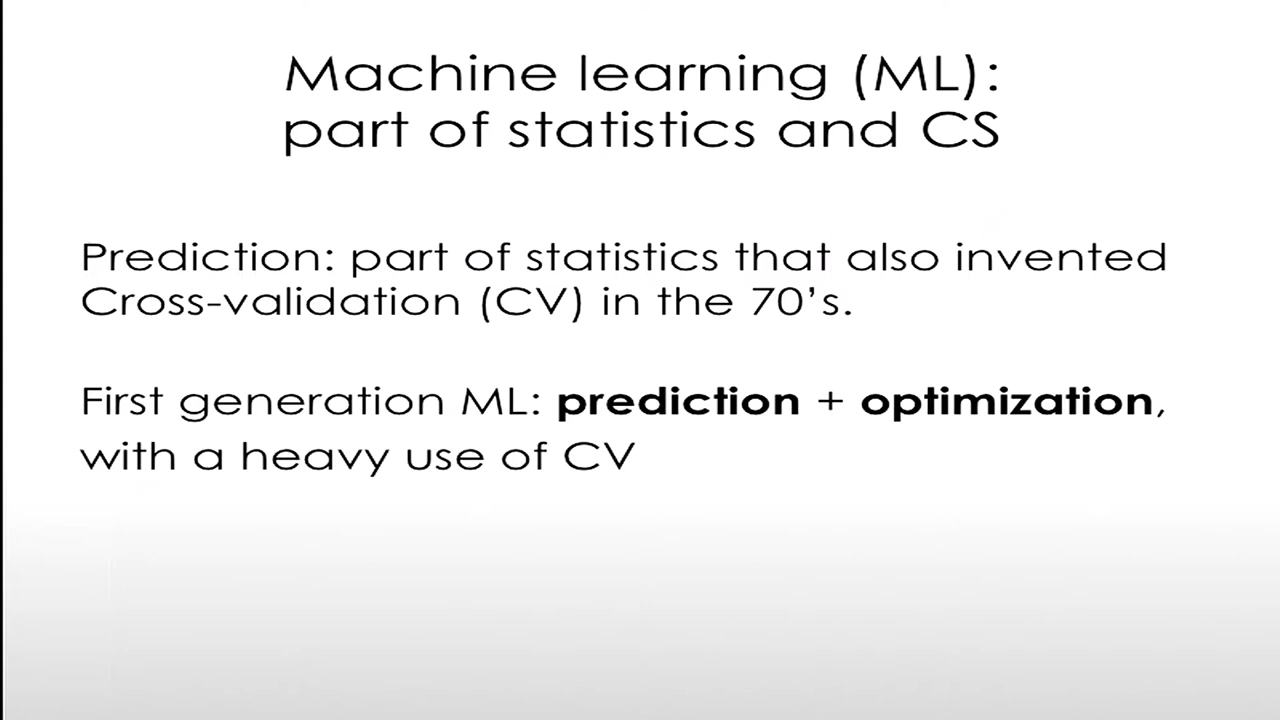 Machine learning (ML):
part of statistics and CS
Prediction: part of statistics that also invented
Cross-validation (CV) in the 70’s.
First generation ML: prediction + optimization,
with a heavy use of CV